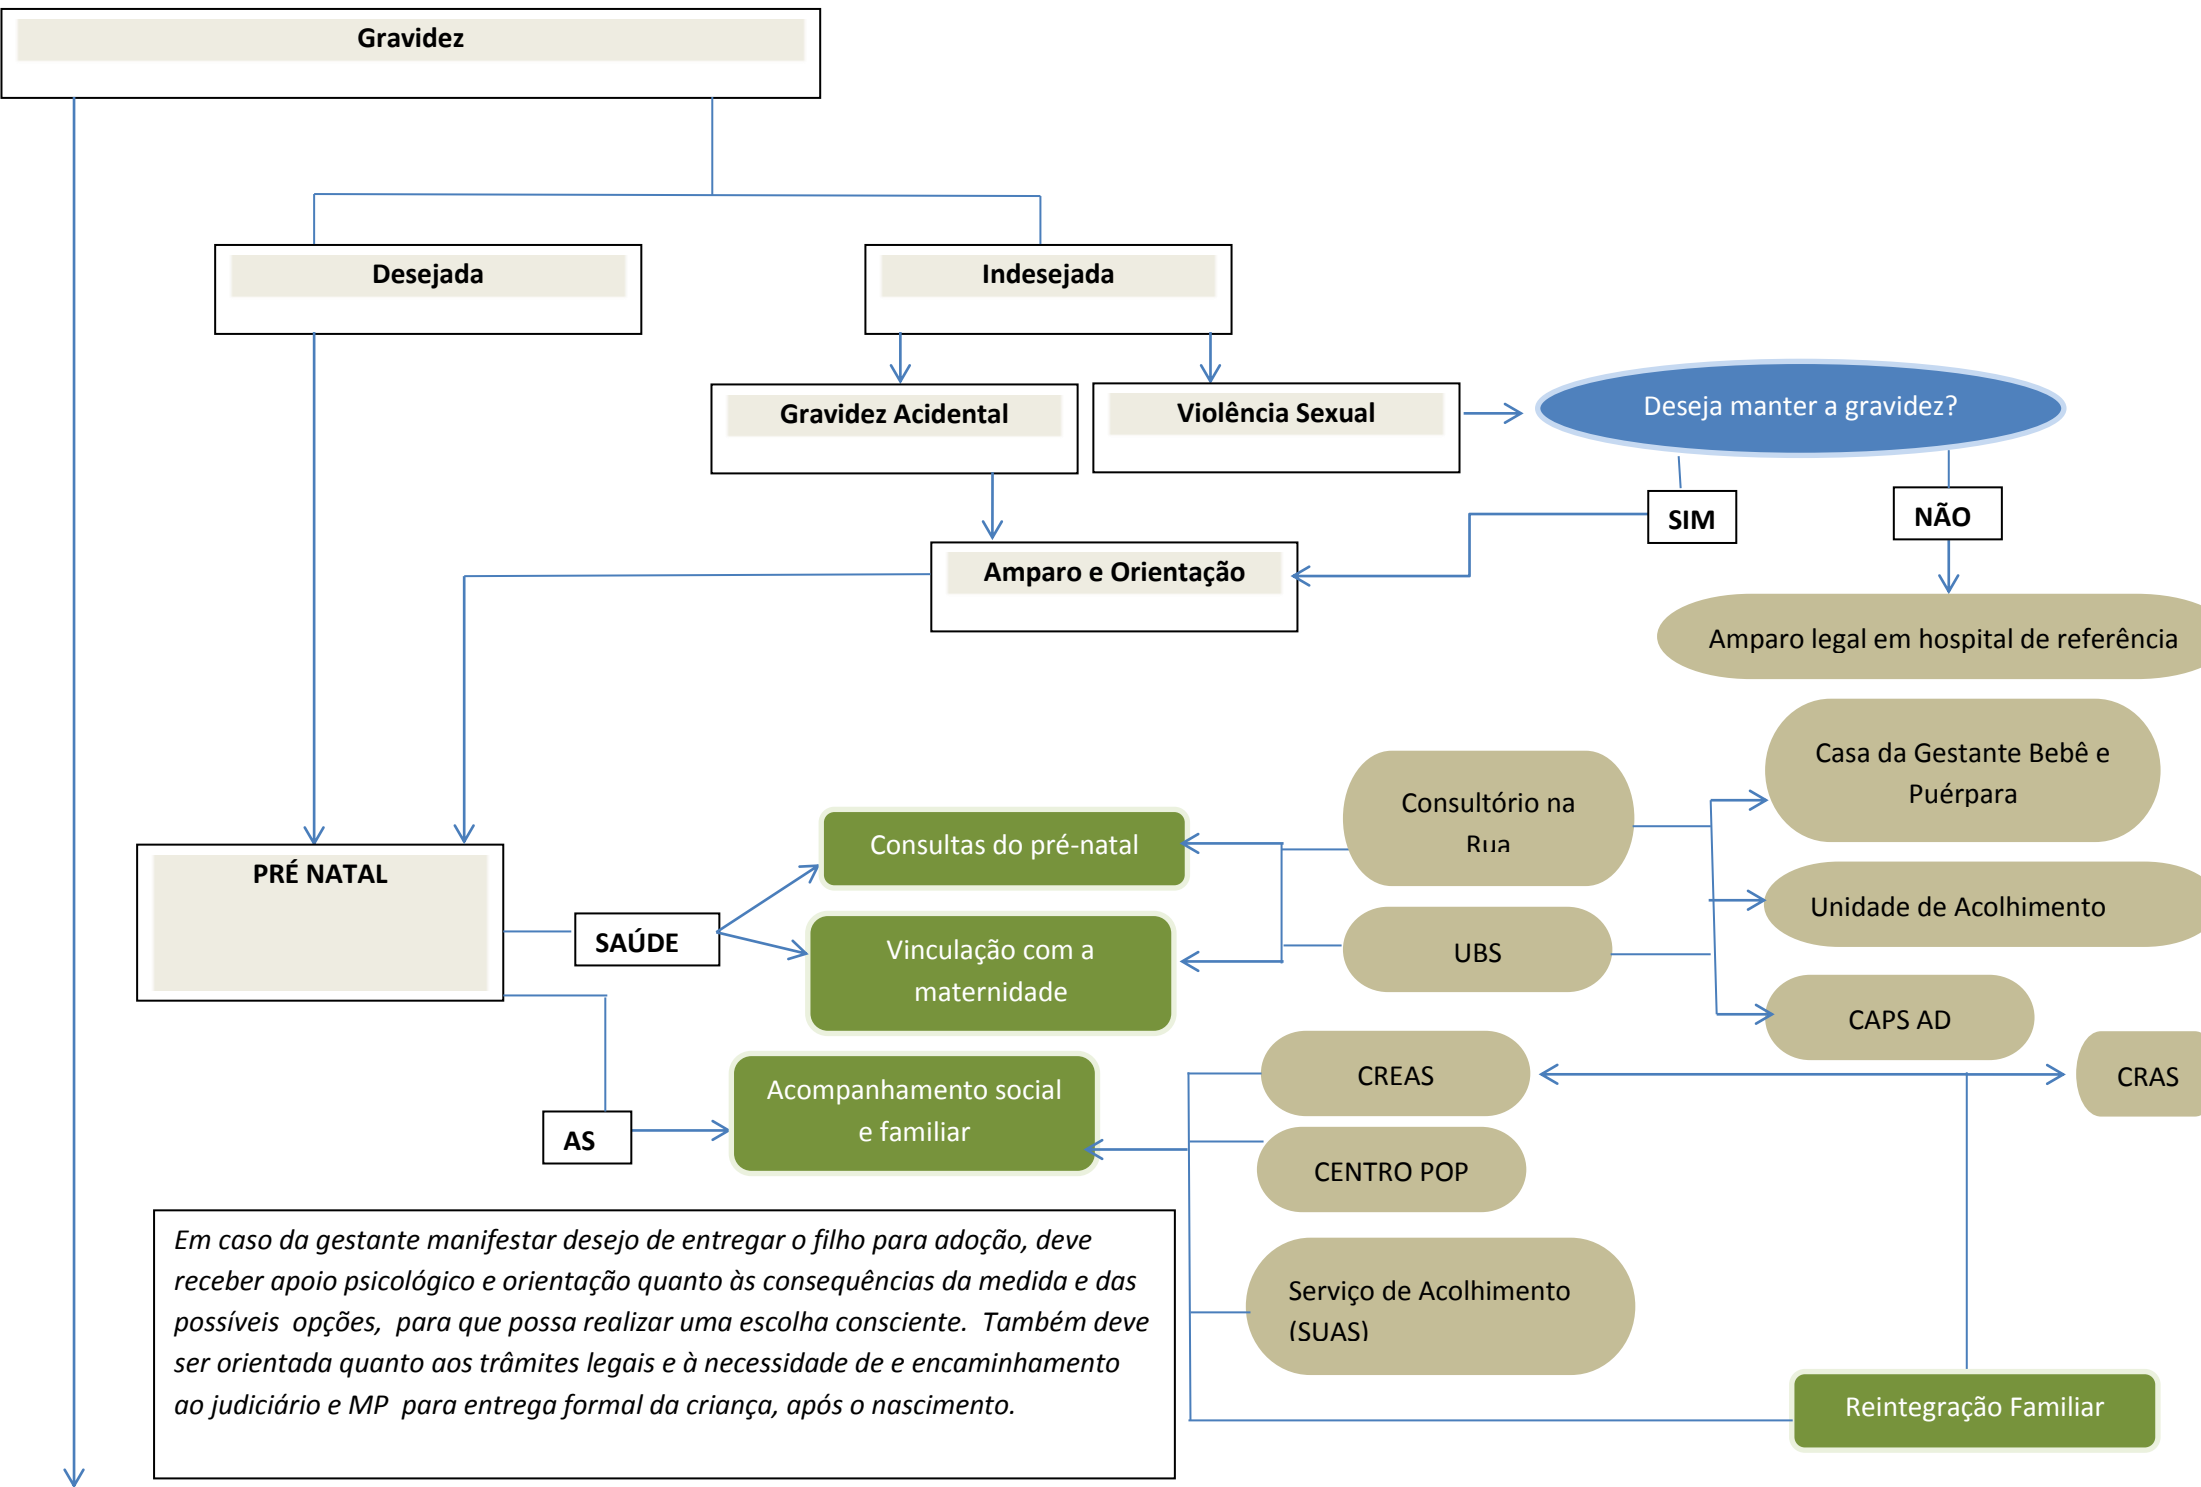 Gravidez
Desejada
Indesejada
Gravidez Acidental
Violência Sexual
Deseja manter a gravidez?
SIM
NÃO
Amparo e Orientação
Amparo legal em hospital de referência
Casa da Gestante Bebê e
Puérpara
Consultório na
Rua
Consultas do pré-natal
PRÉ NATAL
Unidade de Acolhimento
SAÚDE
Vinculação com a
maternidade
UBS
CAPS AD
CREAS
CRAS
Acompanhamento social
e familiar
AS
CENTRO POP
Em caso da gestante manifestar desejo de entregar o filho para adoção, deve
receber apoio psicológico e orientação quanto às consequências da medida e das
possíveis opções, para que possa realizar uma escolha consciente. Também deve
ser orientada quanto aos trâmites legais e à necessidade de e encaminhamento
ao judiciário e MP para entrega formal da criança, após o nascimento.
Serviço de Acolhimento
(SUAS)
Reintegração Familiar